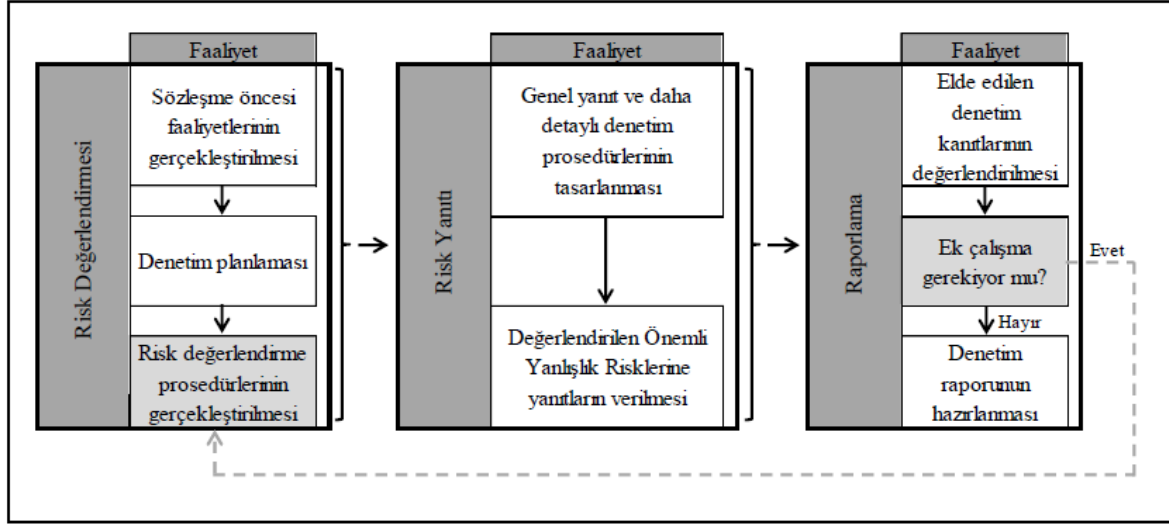 Faaliyet
Risk Değerlendirmesi
Sözleşme öncesi
faaliyetlerinin
gerçekleştirilmesi
Denetim planlaması
Risk değerlendirme
prosedürlerinin
gerçekleştirilmesi
Faaliyet
Risk Yanıtı
Genel yanıt ve daha
detaylı denetim
prosedürlerinin
tasarlanması
Değerlendirilen Önemli
Yanlışlık Risklerine
yanıtların verilmesi
Faaliyet
Raporlama
Elde edilen
denetim
kanıtlarının
değerlendirilmesi
Ek çalışma
gerekiyor mu?
Evet
Hayır
Denetim
raporunun
hazırlanması